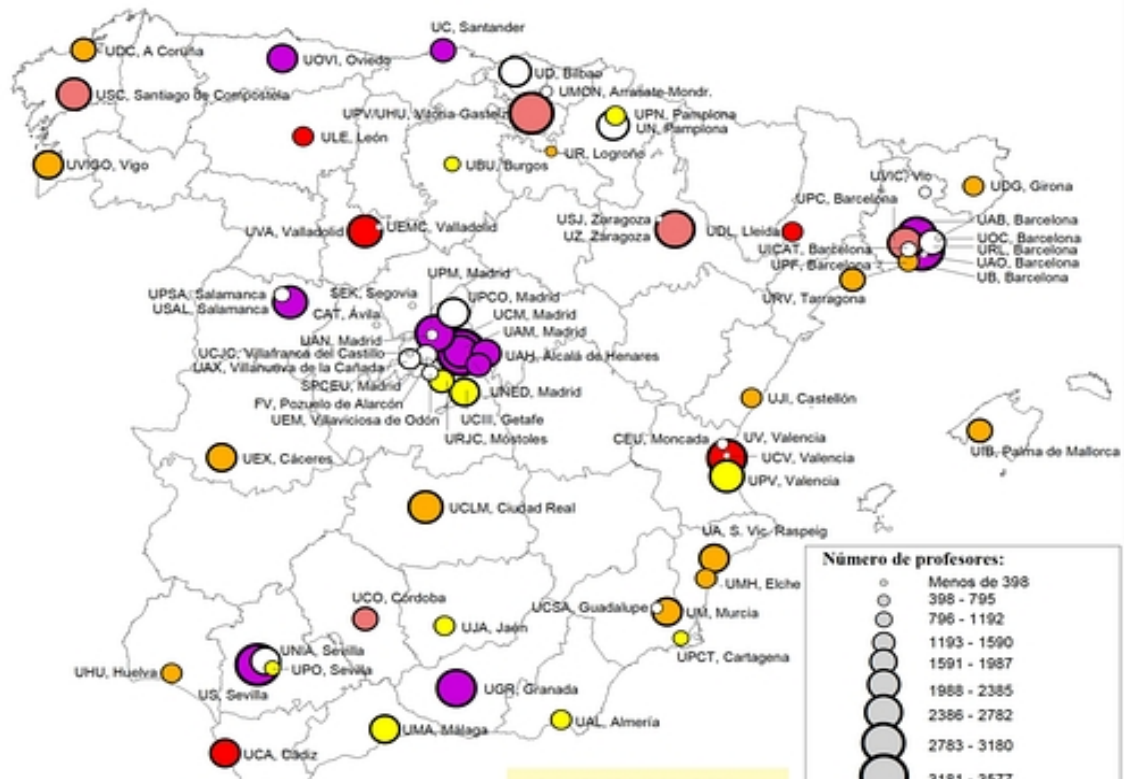 UC, Santander
UDC, A Coruña
UOVI, Oviedo
UD, Bilbao
UMON, Arrasate-Mondr.
USC, Santiago de Compostela
UPV/UHU, Vitoria-Gasteiz
UPN, Pamplona
UN, Pamplona
ULE, León
UR, Logroño
UVIGO, Vigo
UBU, Burgos
UVIC, Vic
UDG, Girona
UPC, Barcelona
USJ, Zaragoza
UAB, Barcelona
UVA, Valladolid
UEMC, Valladolid
UZ, Zaragoza
UDL, Lleida
UOC, Barcelona
UICAT, Barcelona
URL, Barcelona
UPF, Barcelona
UAO, Barcelona
UB, Barcelona
UPM, Madrid
UPSA, Salamanca
SEK, Segovia
UPCO, Madrid
URV, Tarragona
USAL, Salamanca
CAT, Ávila
UCM, Madrid
UAN, Madrid
UAM, Madrid
UCJC, Villafranca del Castillo
UAH, Alcalá de Henares
UAX, Villanueva de la Cañada
SPCEU, Madrid
UNED, Madrid
FV, Pozuelo de Alarcón
UJI, Castellón
UEM, Villaviciosa de Odón
UCIII, Getafe
URJC, Móstoles
CEU, Moncada
UV, Valencia
UIB, Palma de Mallorca
UEX, Cáceres
UCV, Valencia
UPV, Valencia
UCLM, Ciudad Real
UA, S. Vic. Raspeig
UMH, Elche
UCO, Córdoba
UCSA, Guadalupe
UM, Murcia
UJA, Jaén
UNIA, Sevilla
UPCT, Cartagena
UHU, Huelva
UPO, Sevilla
US, Sevilla
UGR, Granada
UMA, Málaga
UAL, Almería
UCA, Cádiz
Número de profesores:
Menos de 398
398 - 795
796 - 1192
1193 - 1590
1591 - 1987
1988 - 2385
2386 - 2782
2783 - 3180
3181 - 3577